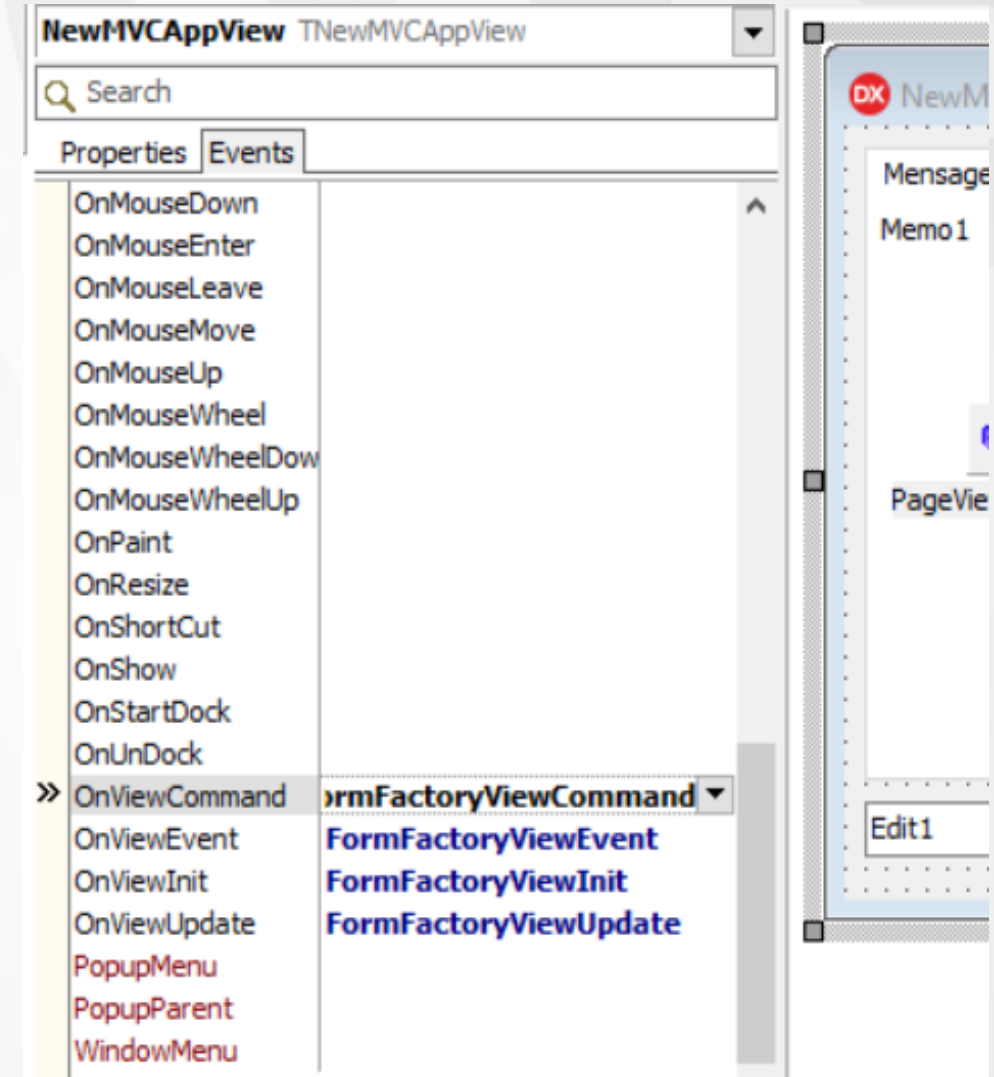 NewMVCAppView TNewMVCAppView
Search
Properties Events
OnMouseDown
OnMouseEnter
OnMouseLeave
OnMouseMove
OnMouseUp
OnMouseWheel
OnMouseWheelDow
OnMouseWheelUp
OnPaint
OnResize
OnShortCut
OnShow
OnStartDock
OnUnDock
OnViewCommand ormFactoryViewCommand
OnViewEvent FormFactoryViewEvent
OnViewInit FormFactoryViewInit
OnViewUpdate FormFactoryViewUpdate
PopupMenu
PopupParent
WindowMenu
DX NewM
Mensage
Memo1
PageVie
Edit1